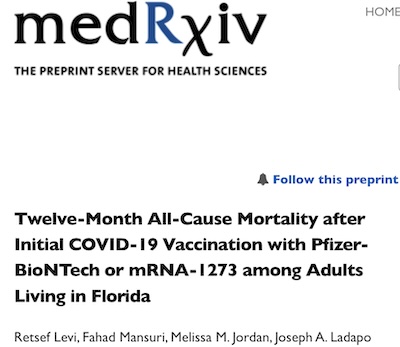 medRxiv
HOME
THE PREPRINT SERVER FOR HEALTH SCIENCES
Follow this preprint
Twelve-Month All-Cause Mortality after
Initial COVID-19 Vaccination with Pfizer-
BioNTech or mRNA-1273 among Adults
Living in Florida
Retsef Levi, Fahad Mansuri, Melissa M. Jordan, Joseph A. Ladapo